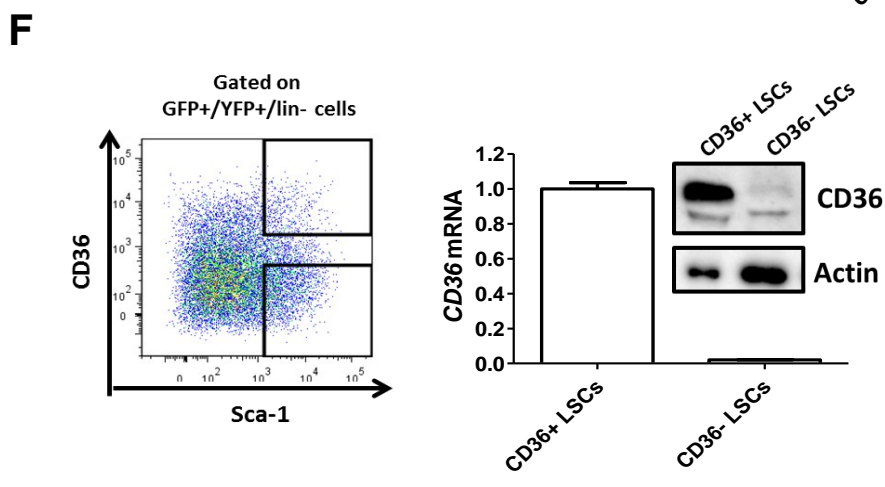 F
Gated on
GFP+/YFP+/lin- cells
CD36
10^5
10^4
10^3
10^2
0
0 10^2 10^3 10^4 10^5
Sca-1
CD36 mRNA
1.2
1.0
0.8
0.6
0.4
0.2
0.0
CD36+ LSCs
CD36- LSCs
CD36+ LSCs
CD36- LSCs
CD36
Actin